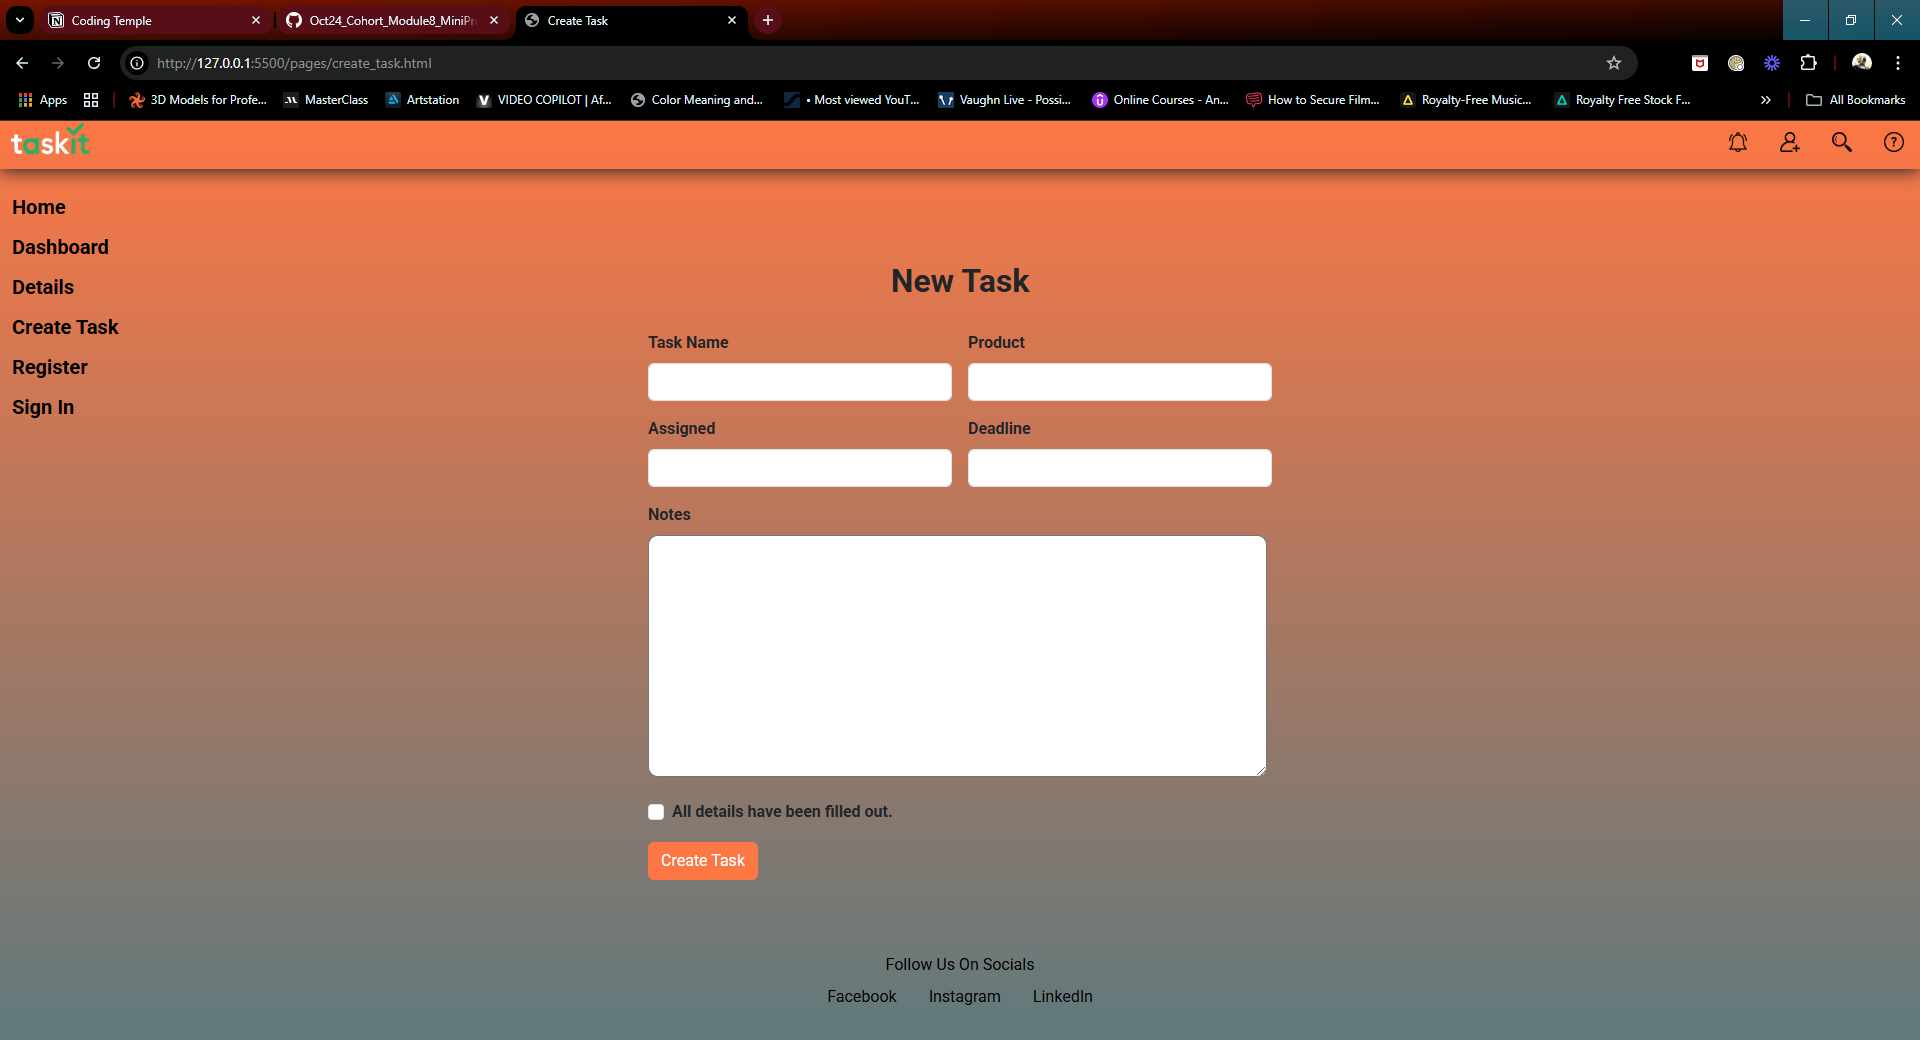 Coding Temple
Oct24_Cohort_Module8_MiniPr
Create Task
http://127.0.0.1:5500/pages/create_task.html
Apps
3D Models for Profe...
MasterClass
Artstation
VIDEO COPILOT | Af...
Color Meaning and...
• Most viewed YouT...
Vaughn Live - Possi...
Online Courses - An...
How to Secure Film...
Royalty-Free Music...
Royalty Free Stock F...
All Bookmarks
taskit
Home
Dashboard
Details
Create Task
Register
Sign In
New Task
Task Name
Product
Assigned
Deadline
Notes
All details have been filled out.
Create Task
Follow Us On Socials
Facebook Instagram LinkedIn